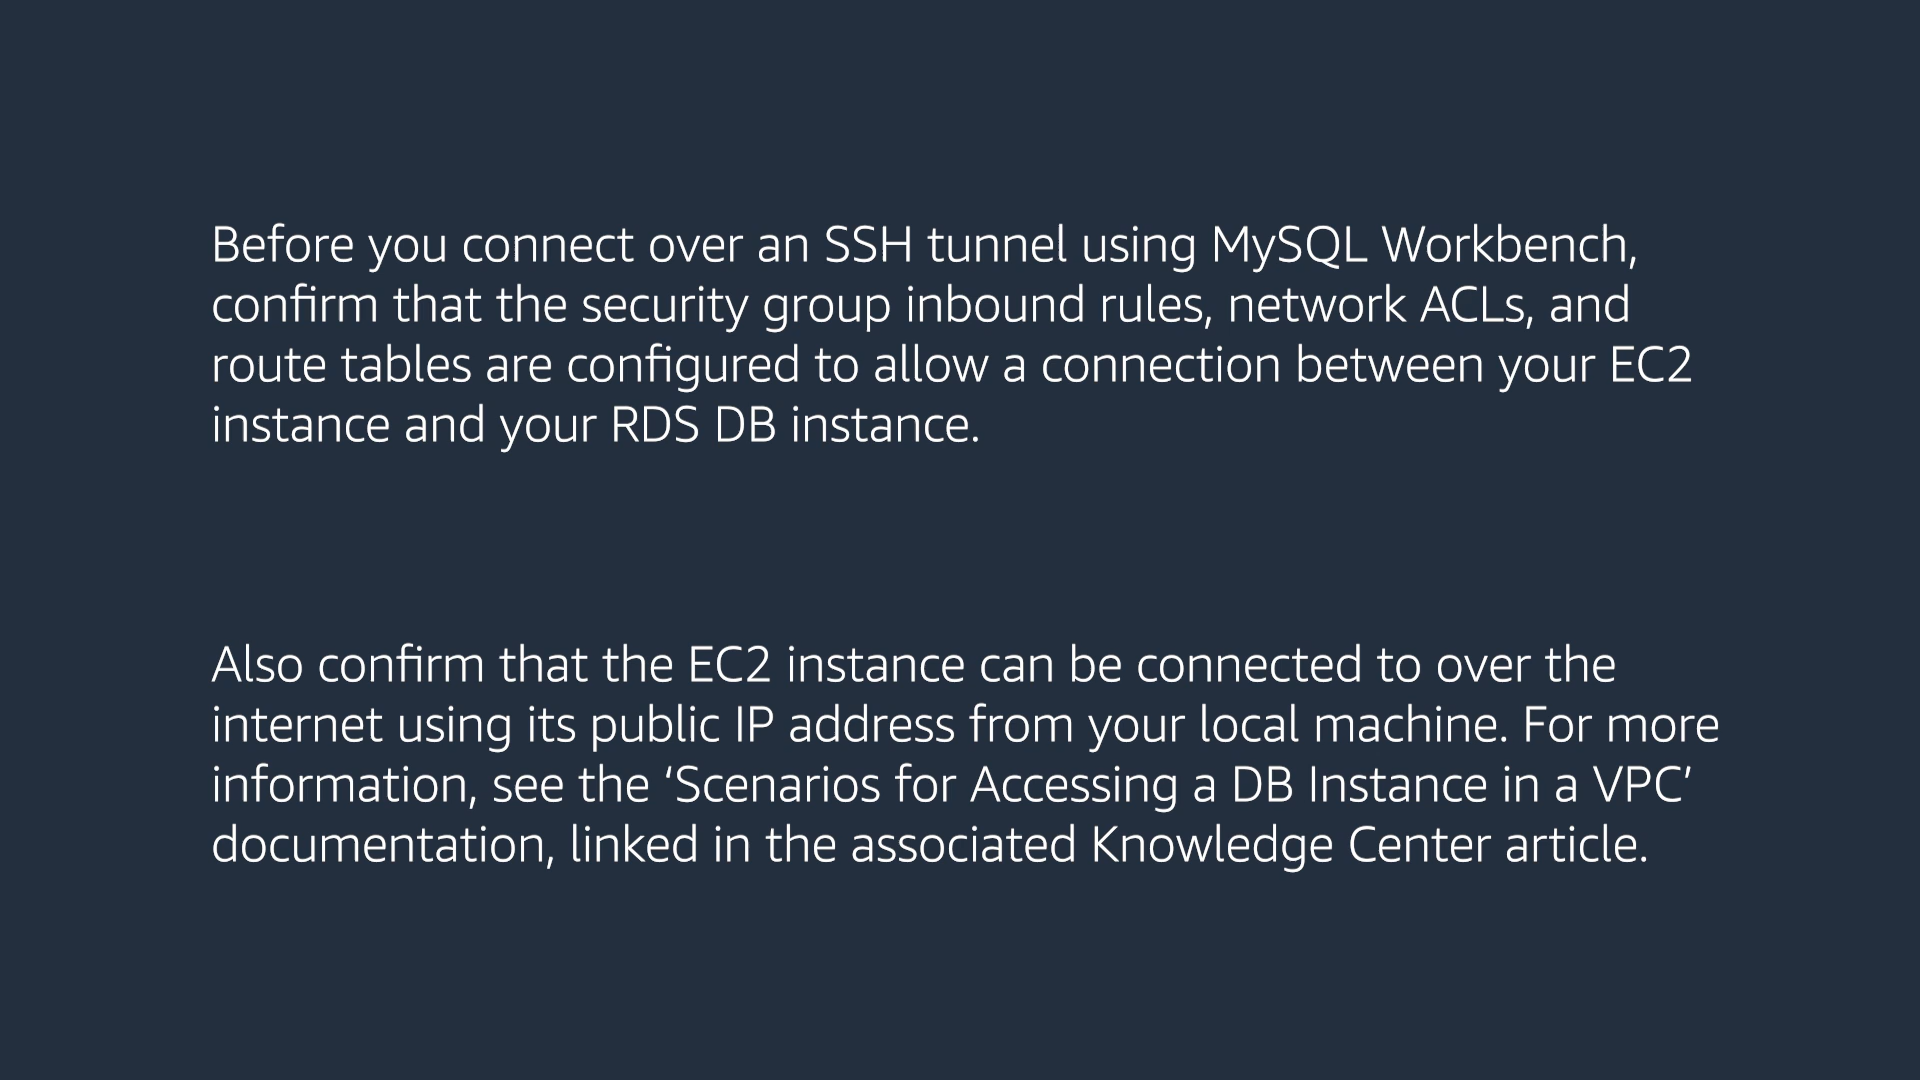 Before you connect over an SSH tunnel using MySQL Workbench,
confirm that the security group inbound rules, network ACLs, and
route tables are configured to allow a connection between your EC2
instance and your RDS DB instance.
Also confirm that the EC2 instance can be connected to over the
internet using its public IP address from your local machine. For more
information, see the ‘Scenarios for Accessing a DB Instance in a VPC’
documentation, linked in the associated Knowledge Center article.